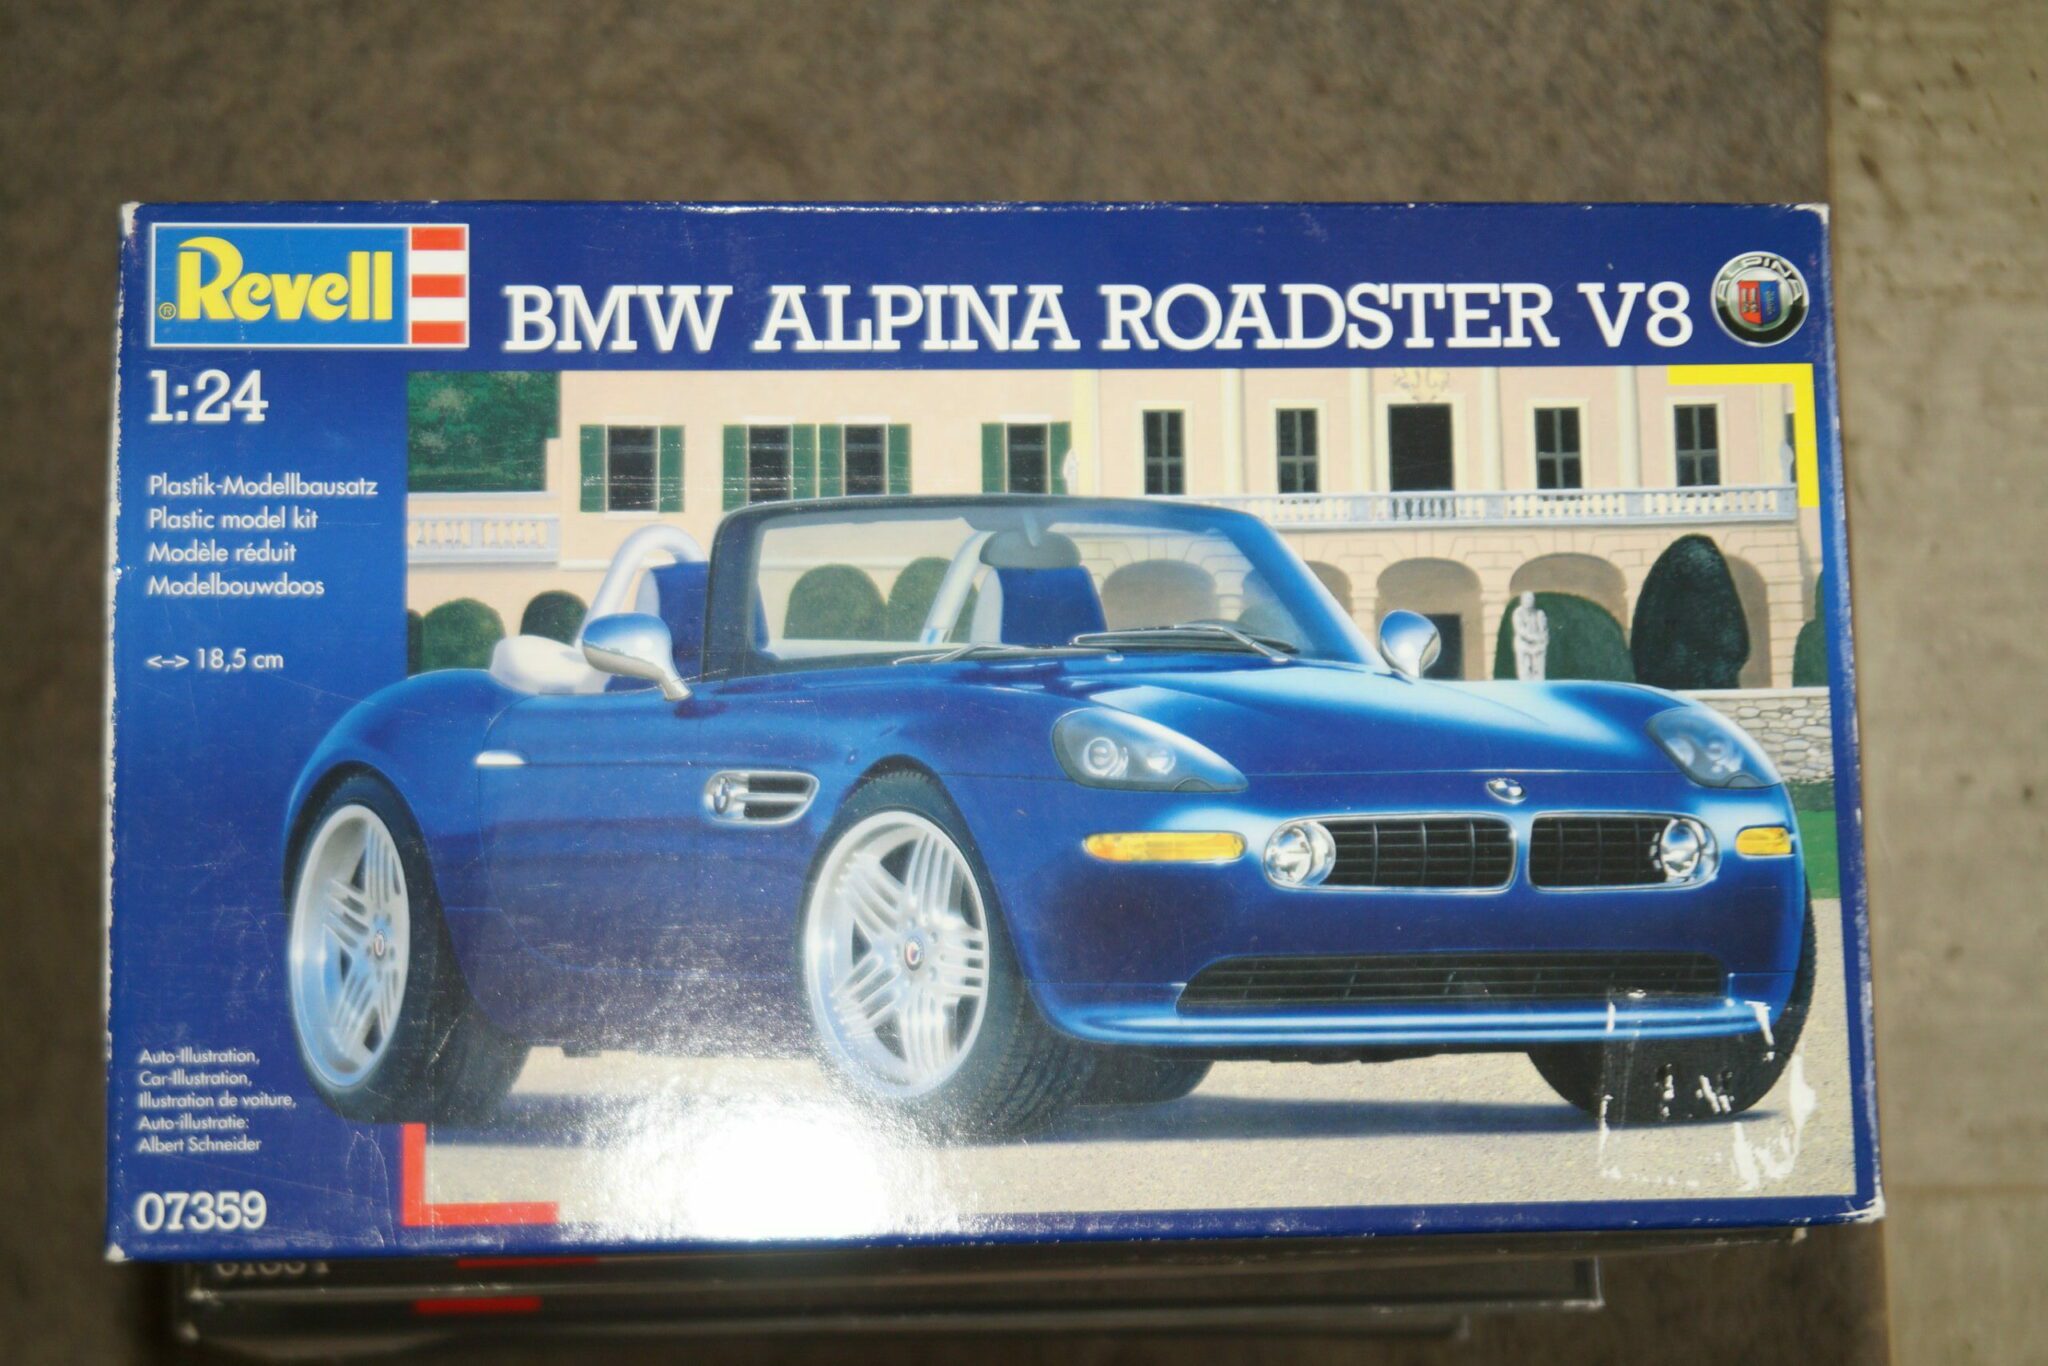 Revell
®
BMW ALPINA ROADSTER V8
ALPINA
1:24
Plastik-Modellbausatz
Plastic model kit
Modèle réduit
Modelbouwdoos
<--> 18,5 cm
Auto-Illustration,
Car-Illustration,
Illustration de voiture,
Auto-illustratie:
Albert Schneider
07359